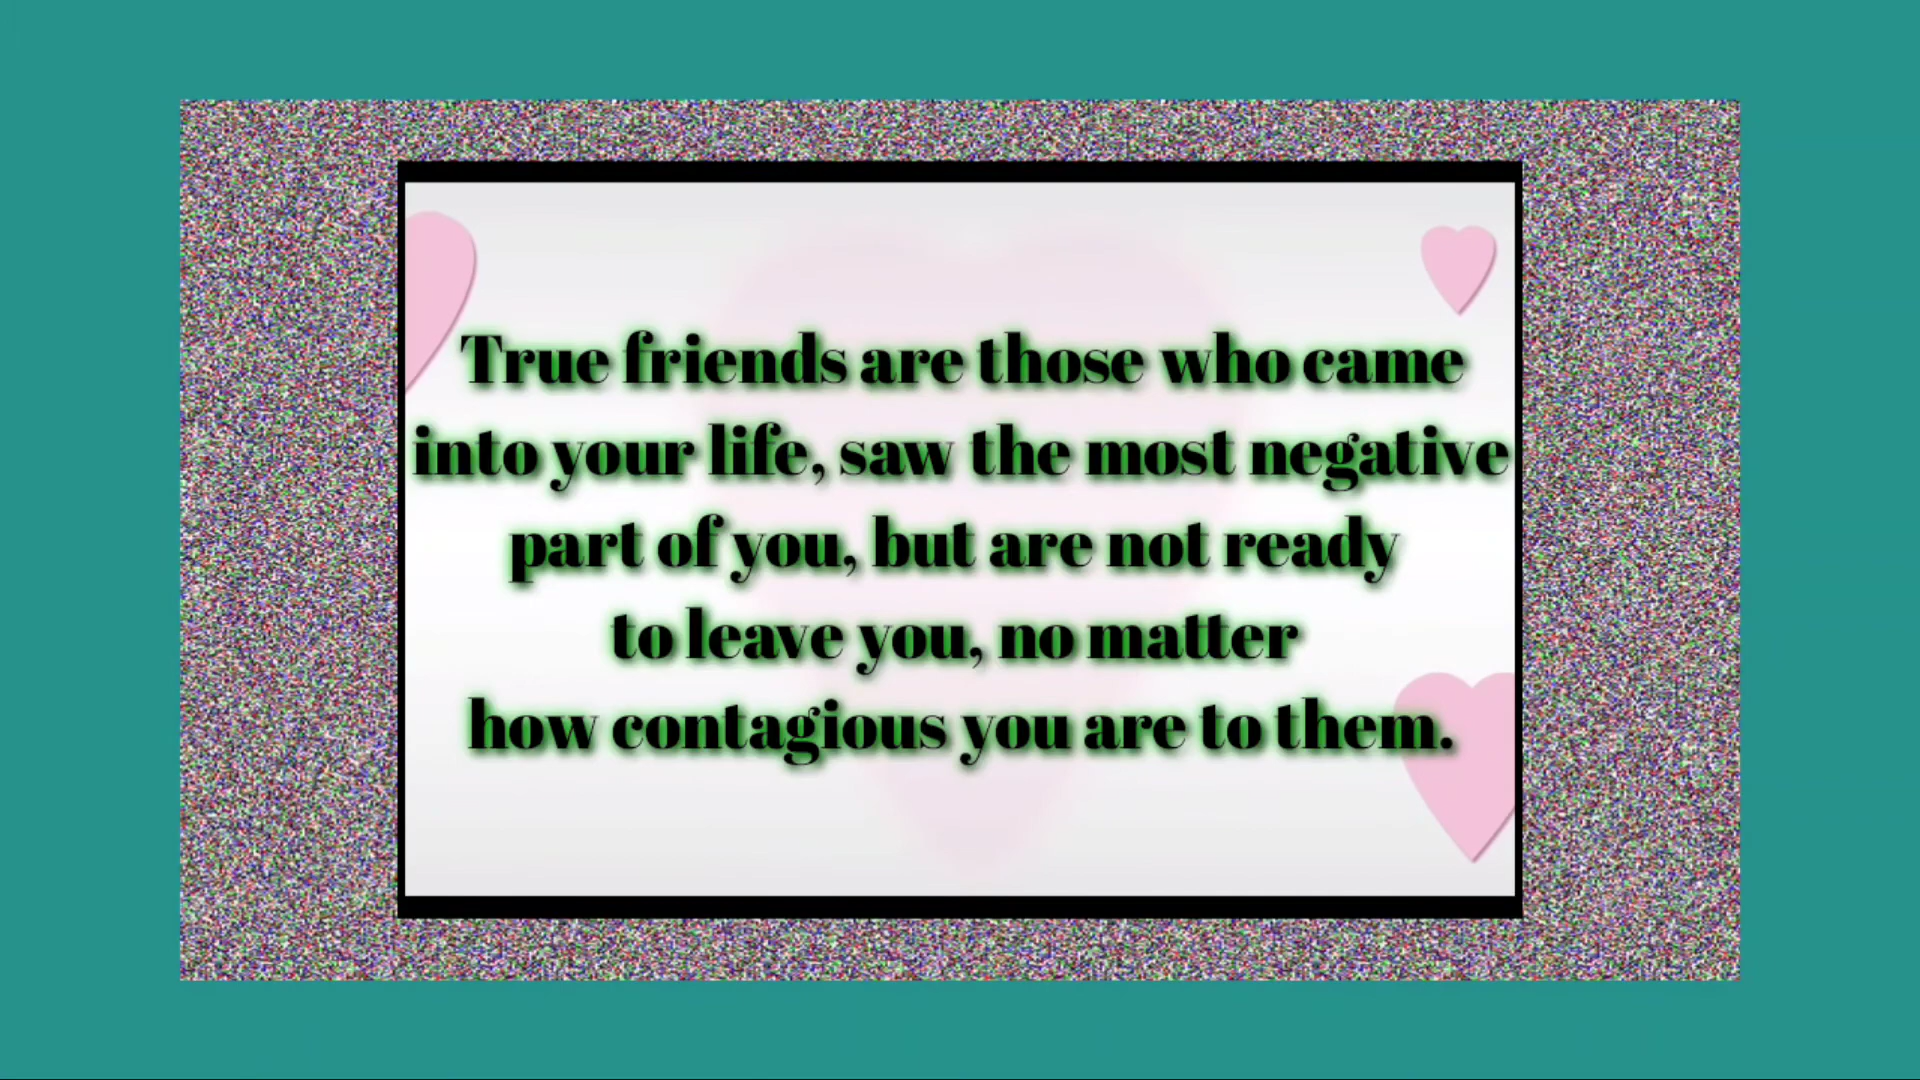 True friends are those who came
into your life, saw the most negative
part of you, but are not ready
to leave you, no matter
how contagious you are to them.